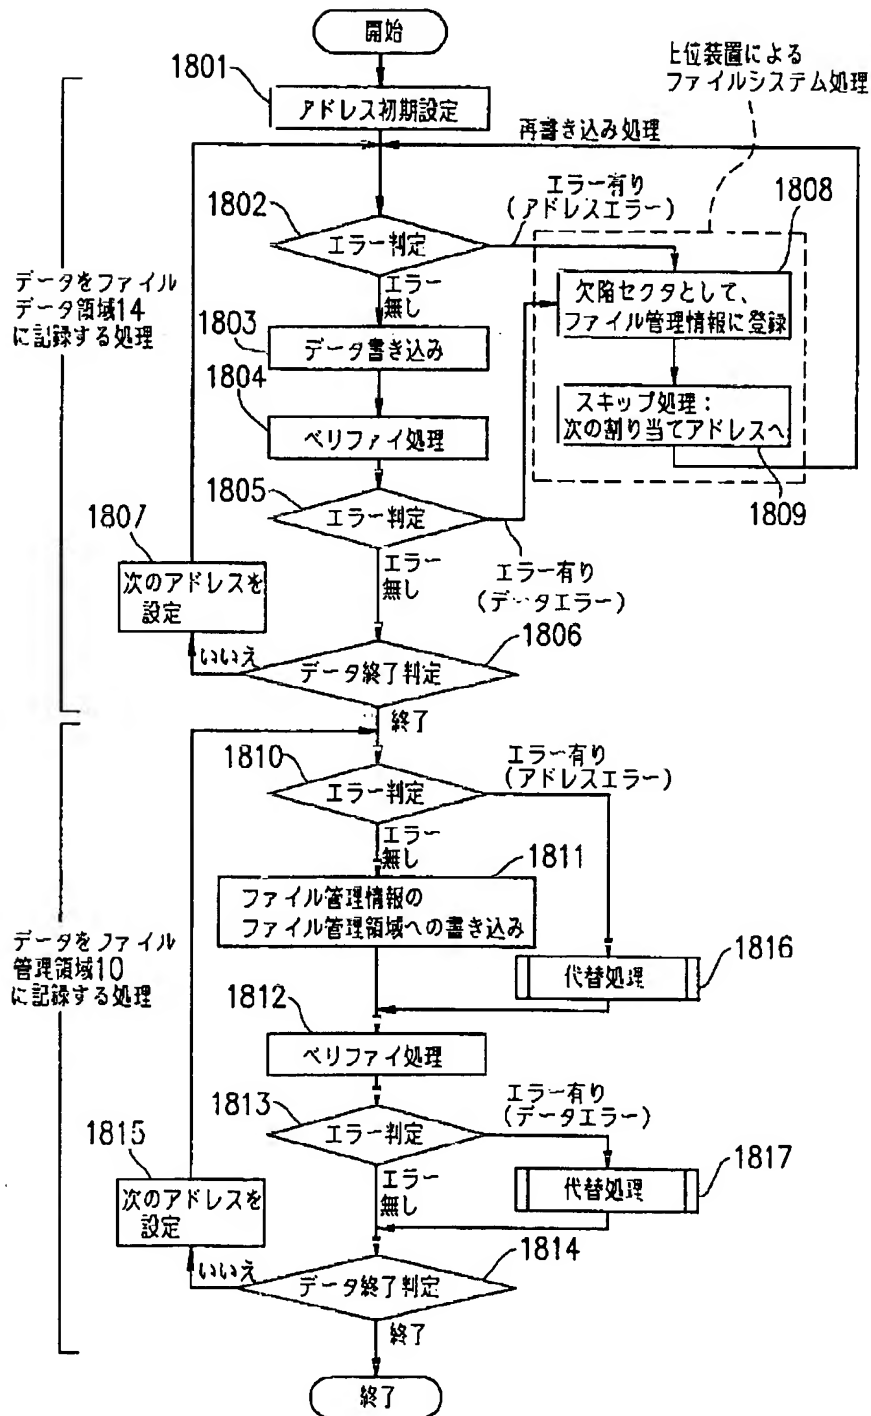 開始
1801
アドレス初期設定
上位装置による
ファイルシステム処理
再書き込み処理
1802
エラー判定
エラー有り
(アドレスエラー)
1808
欠陥セクタとして、
ファイル管理情報に登録
データをファイル
データ領域14
に記録する処理
エラー
無し
1803
データ書き込み
1804
ベリファイ処理
スキップ処理:
次の割り当てアドレスへ
1809
1805
エラー判定
エラー有り
(データエラー)
1807
次のアドレスを
設定
エラー
無し
1806
いいえ
データ終了判定
終了
1810
エラー判定
エラー有り
(アドレスエラー)
エラー
無し
1811
ファイル管理情報の
ファイル管理領域への書き込み
データをファイル
管理領域10
に記録する処理
1816
代替処理
1812
ベリファイ処理
1813
エラー判定
エラー有り
(データエラー)
1815
次のアドレスを
設定
エラー
無し
1817
代替処理
1814
いいえ
データ終了判定
終了
終了